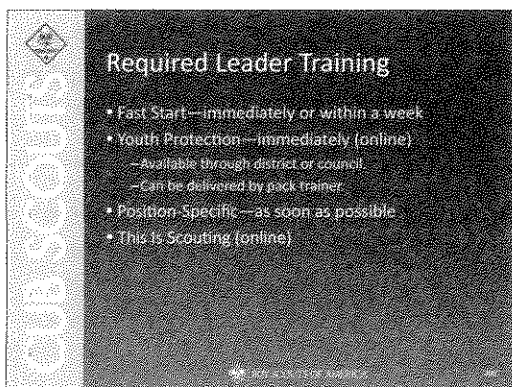 CUB SCOUTS
Required Leader Training
• Fast Start—immediately or within a week
• Youth Protection—immediately (online)
–Available through district or council
–Can be delivered by pack trainer
• Position-Specific—as soon as possible
• This Is Scouting (online)
BOY SCOUTS OF AMERICA